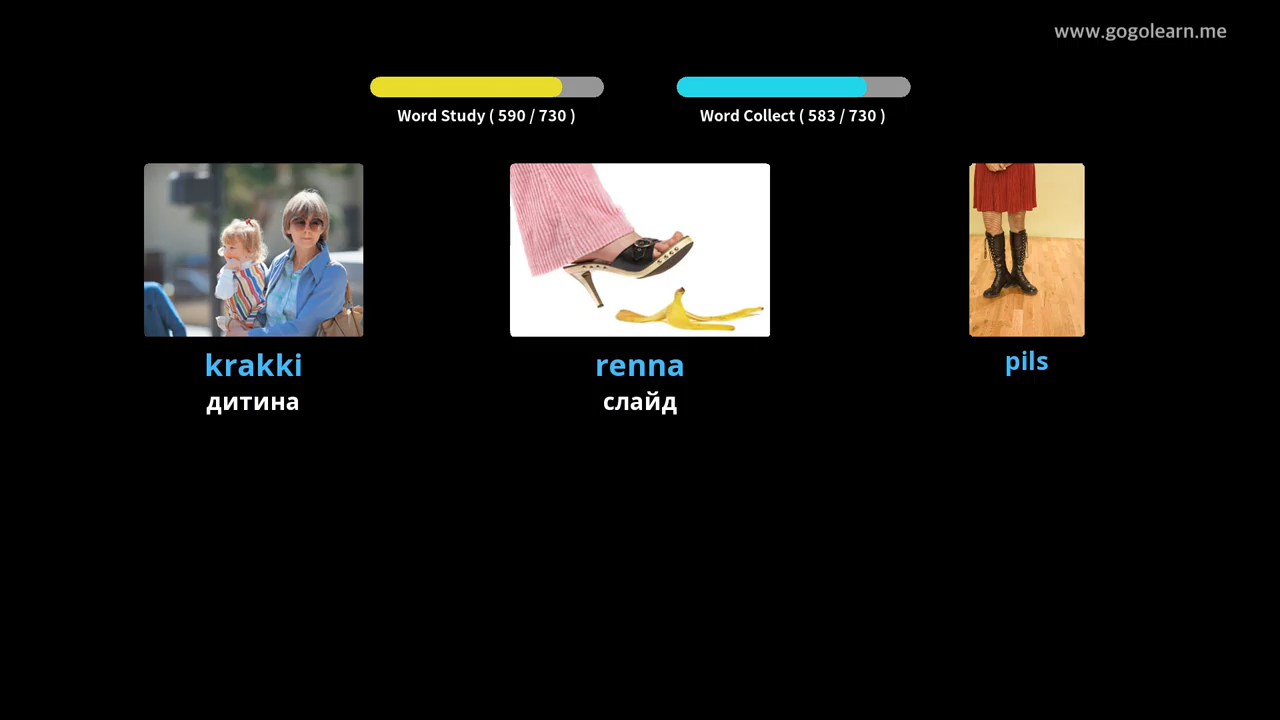 www.gogolearn.me
Word Study ( 590 / 730 )
Word Collect ( 583 / 730 )
krakki
дитина
renna
слайд
pils